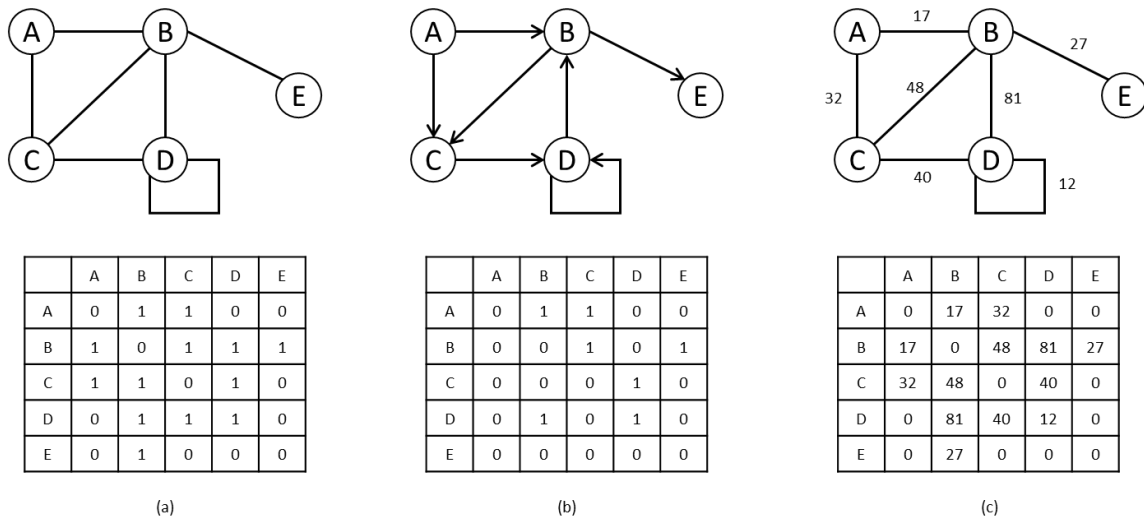 A B
E
C D
A B
E
C D
17
A B
27
E
32 48 81
C D
40 12
A B C D E
A 0 1 1 0 0
B 1 0 1 1 1
C 1 1 0 1 0
D 0 1 1 1 0
E 0 1 0 0 0
(a)
A B C D E
A 0 1 1 0 0
B 0 0 1 0 1
C 0 0 0 1 0
D 0 1 0 1 0
E 0 0 0 0 0
(b)
A B C D E
A 0 17 32 0 0
B 17 0 48 81 27
C 32 48 0 40 0
D 0 81 40 12 0
E 0 27 0 0 0
(c)